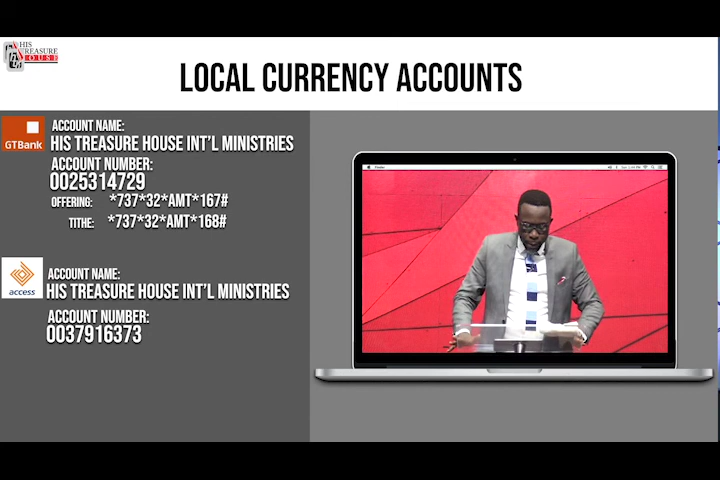 HIS
TREASURE
HOUSE
LOCAL CURRENCY ACCOUNTS
GTBank
ACCOUNT NAME:
HIS TREASURE HOUSE INT'L MINISTRIES
ACCOUNT NUMBER:
0025314729
OFFERING: *737*32*AMT*167#
TITHE: *737*32*AMT*168#
access
ACCOUNT NAME:
HIS TREASURE HOUSE INT'L MINISTRIES
ACCOUNT NUMBER:
0037916373
Finder